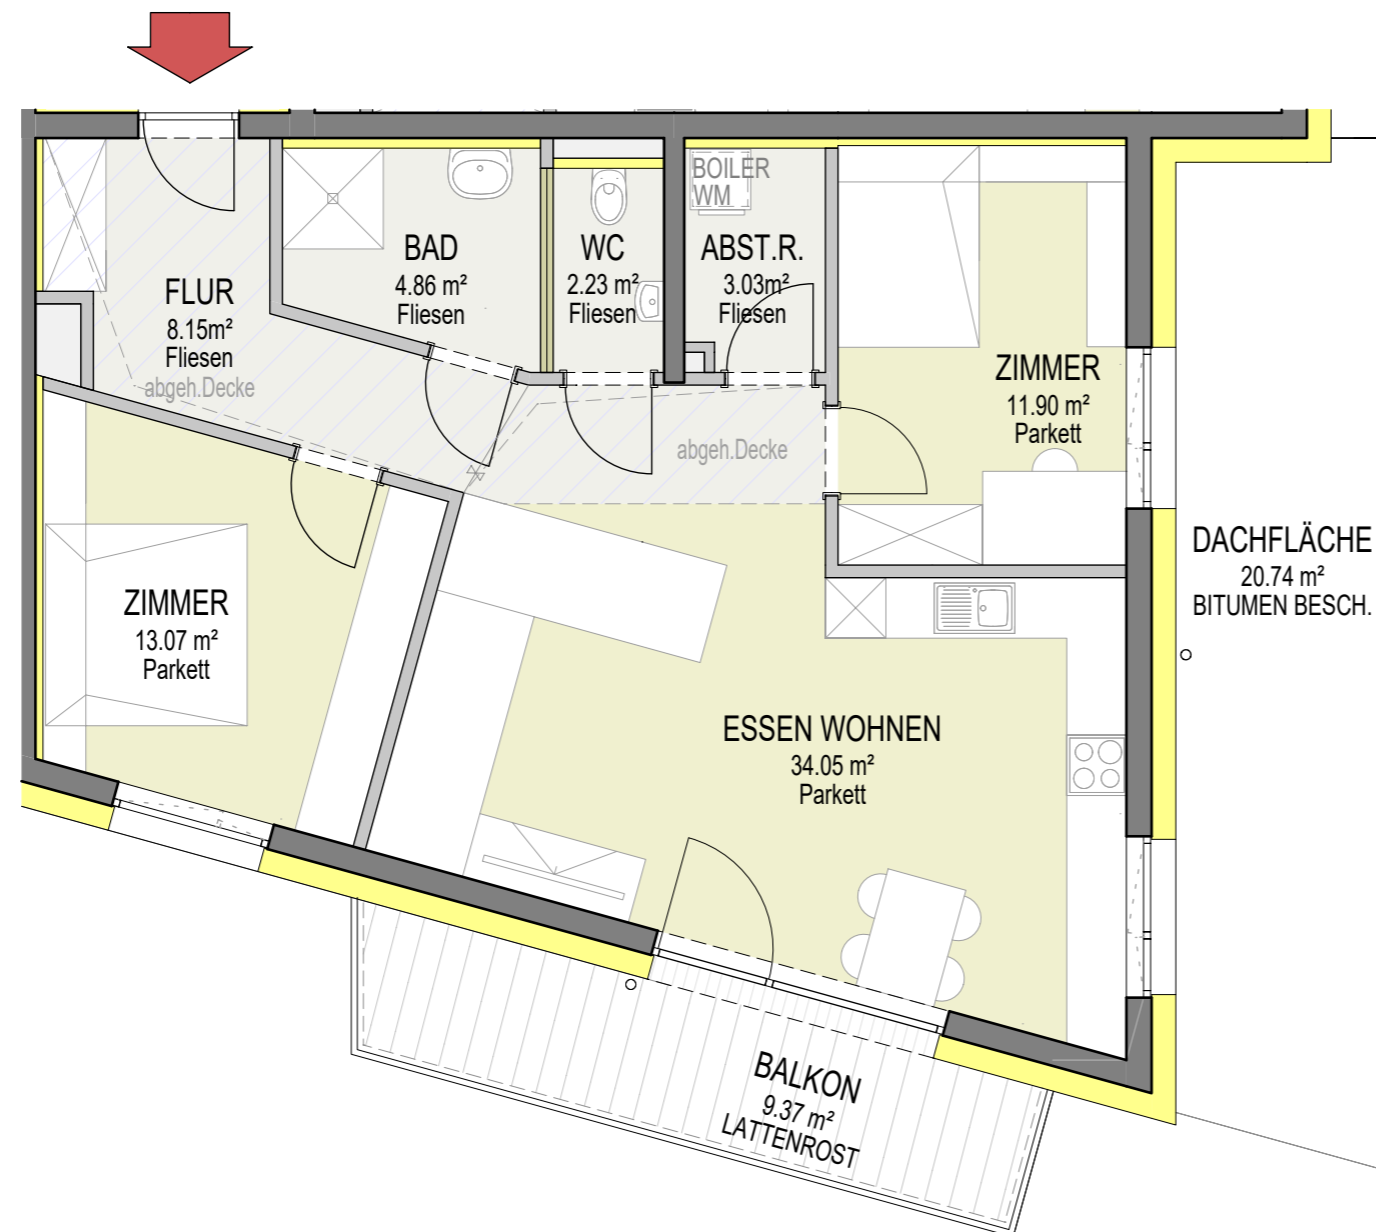 BOILER
WM
BAD
4.86 m²
Fliesen
WC
2.23 m²
Fliesen
ABST.R.
3.03m²
Fliesen
FLUR
8.15m²
Fliesen
abgeh.Decke
ZIMMER
11.90 m²
Parkett
abgeh.Decke
DACHFLÄCHE
20.74 m²
BITUMEN BESCH.
ZIMMER
13.07 m²
Parkett
ESSEN WOHNEN
34.05 m²
Parkett
BALKON
9.37 m²
LATTENROST